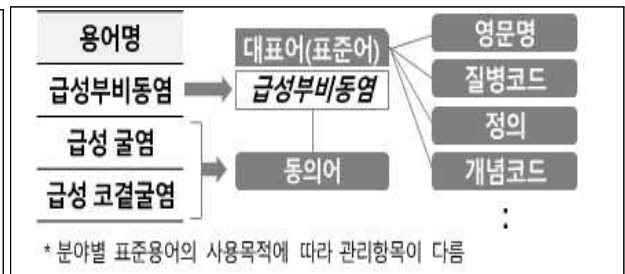 용어명
급성부비동염
급성 굴염
급성 코곁굴염
대표어(표준어)
급성부비동염
동의어
영문명
질병코드
정의
개념코드
:
* 분야별 표준용어의 사용목적에 따라 관리항목이 다름